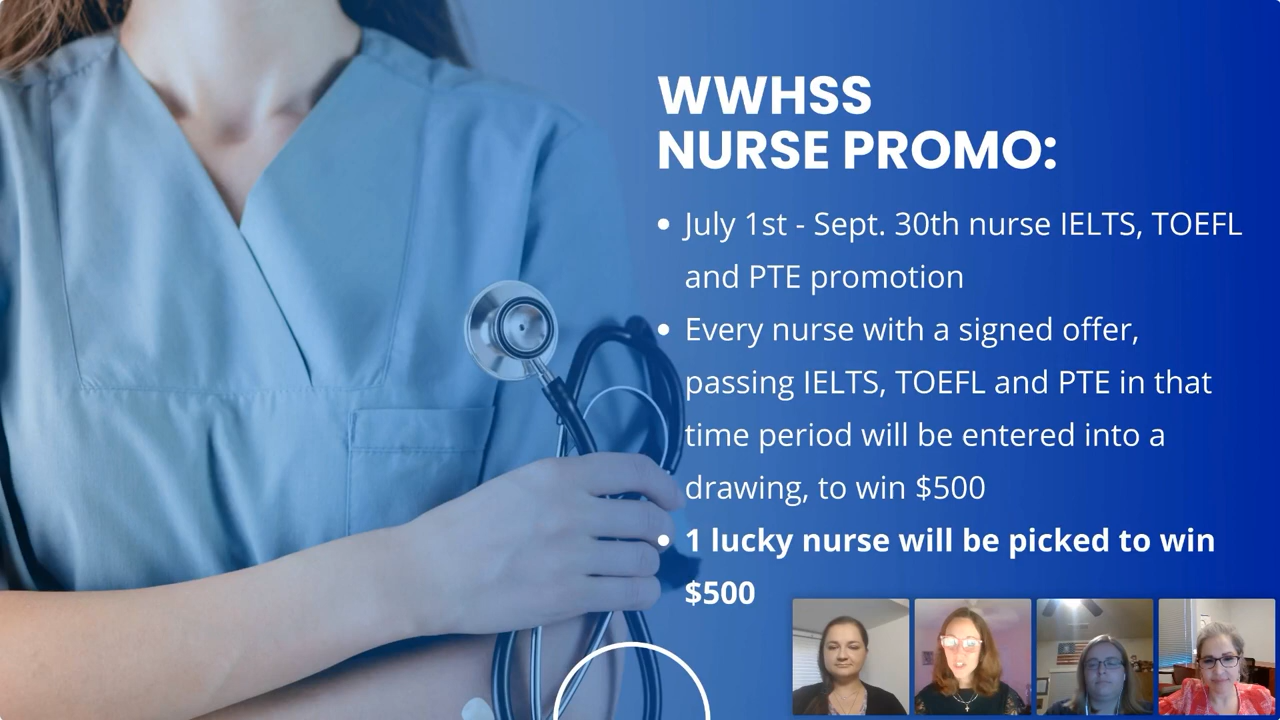 WWHSS
NURSE PROMO:
• July 1st - Sept. 30th nurse IELTS, TOEFL
and PTE promotion
• Every nurse with a signed offer,
passing IELTS, TOEFL and PTE in that
time period will be entered into a
drawing, to win $500
• 1 lucky nurse will be picked to win
$500